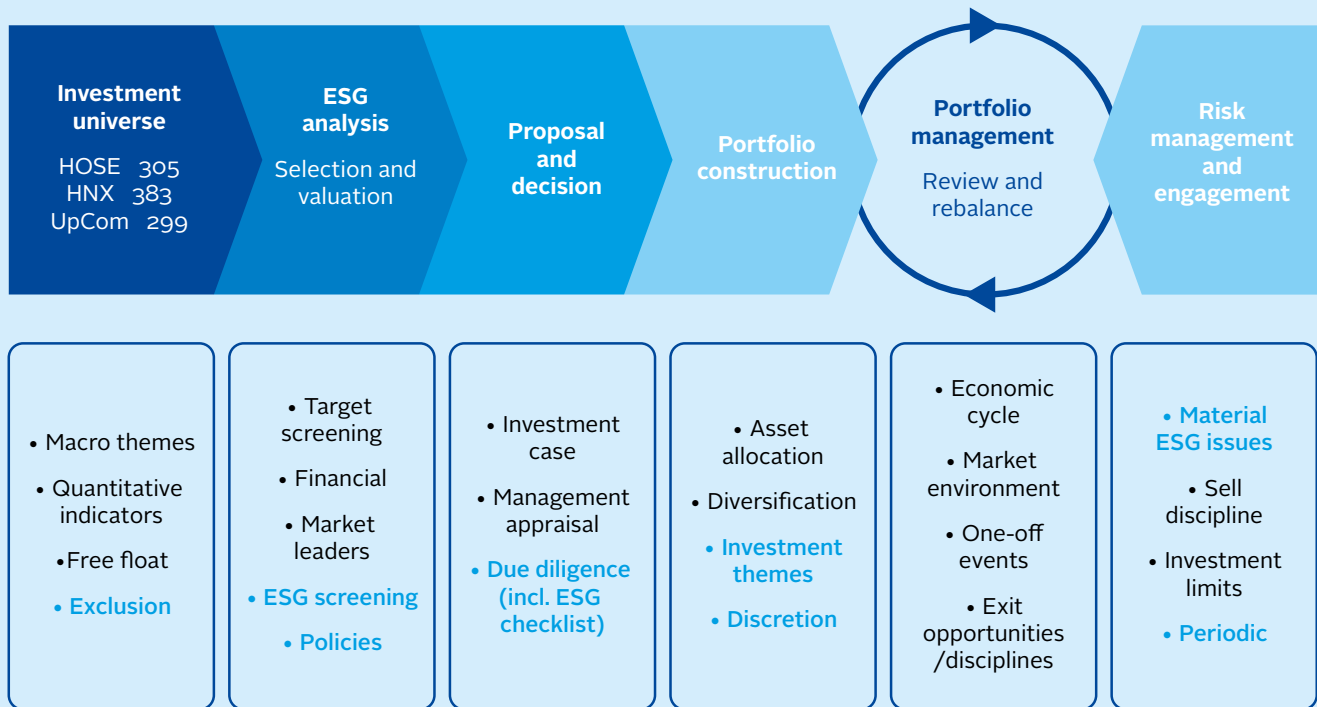 Investment
universe
HOSE 305
HNX 383
UpCom 299
ESG
analysis
Selection and
valuation
Proposal
and
decision
Portfolio
construction
Portfolio
management
Review and
rebalance
Risk
management
and
engagement
• Macro themes
• Quantitative
indicators
•Free float
• Exclusion
• Target
screening
• Financial
• Market
leaders
• ESG screening
• Policies
• Investment
case
• Management
appraisal
• Due diligence
(incl. ESG
checklist)
• Asset
allocation
• Diversification
• Investment
themes
• Discretion
• Economic
cycle
• Market
environment
• One-off
events
• Exit
opportunities
/disciplines
• Material
ESG issues
• Sell
discipline
• Investment
limits
• Periodic